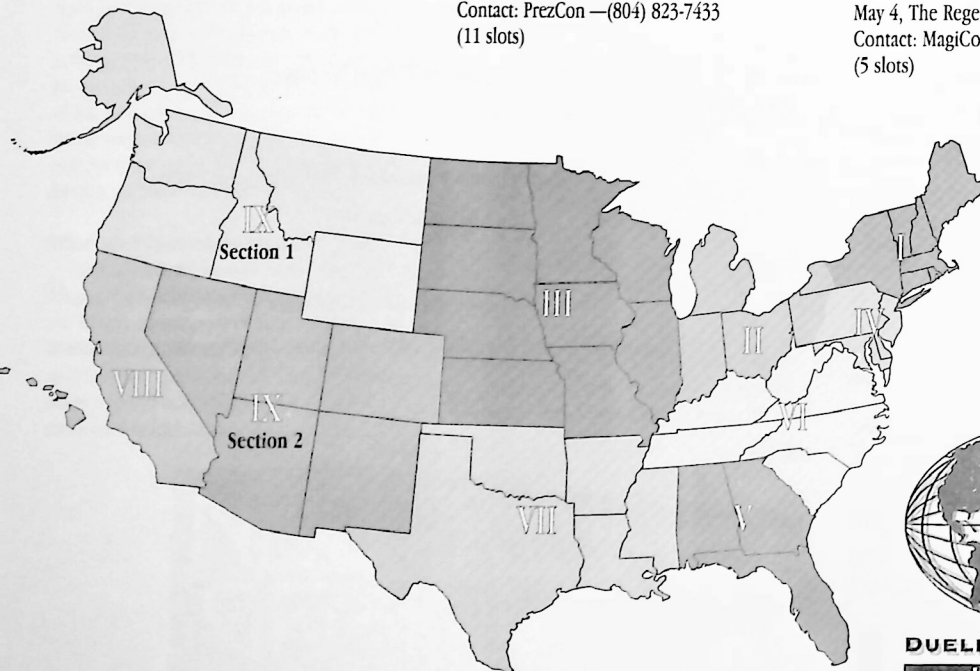 Contact: PrezCon —(804) 823-7433
(11 slots)
May 4, The Rege
Contact: MagiCo
(5 slots)
I
IX
Section 1
III
II
IV
VIII
IX
Section 2
VI
VII
V
DUELL